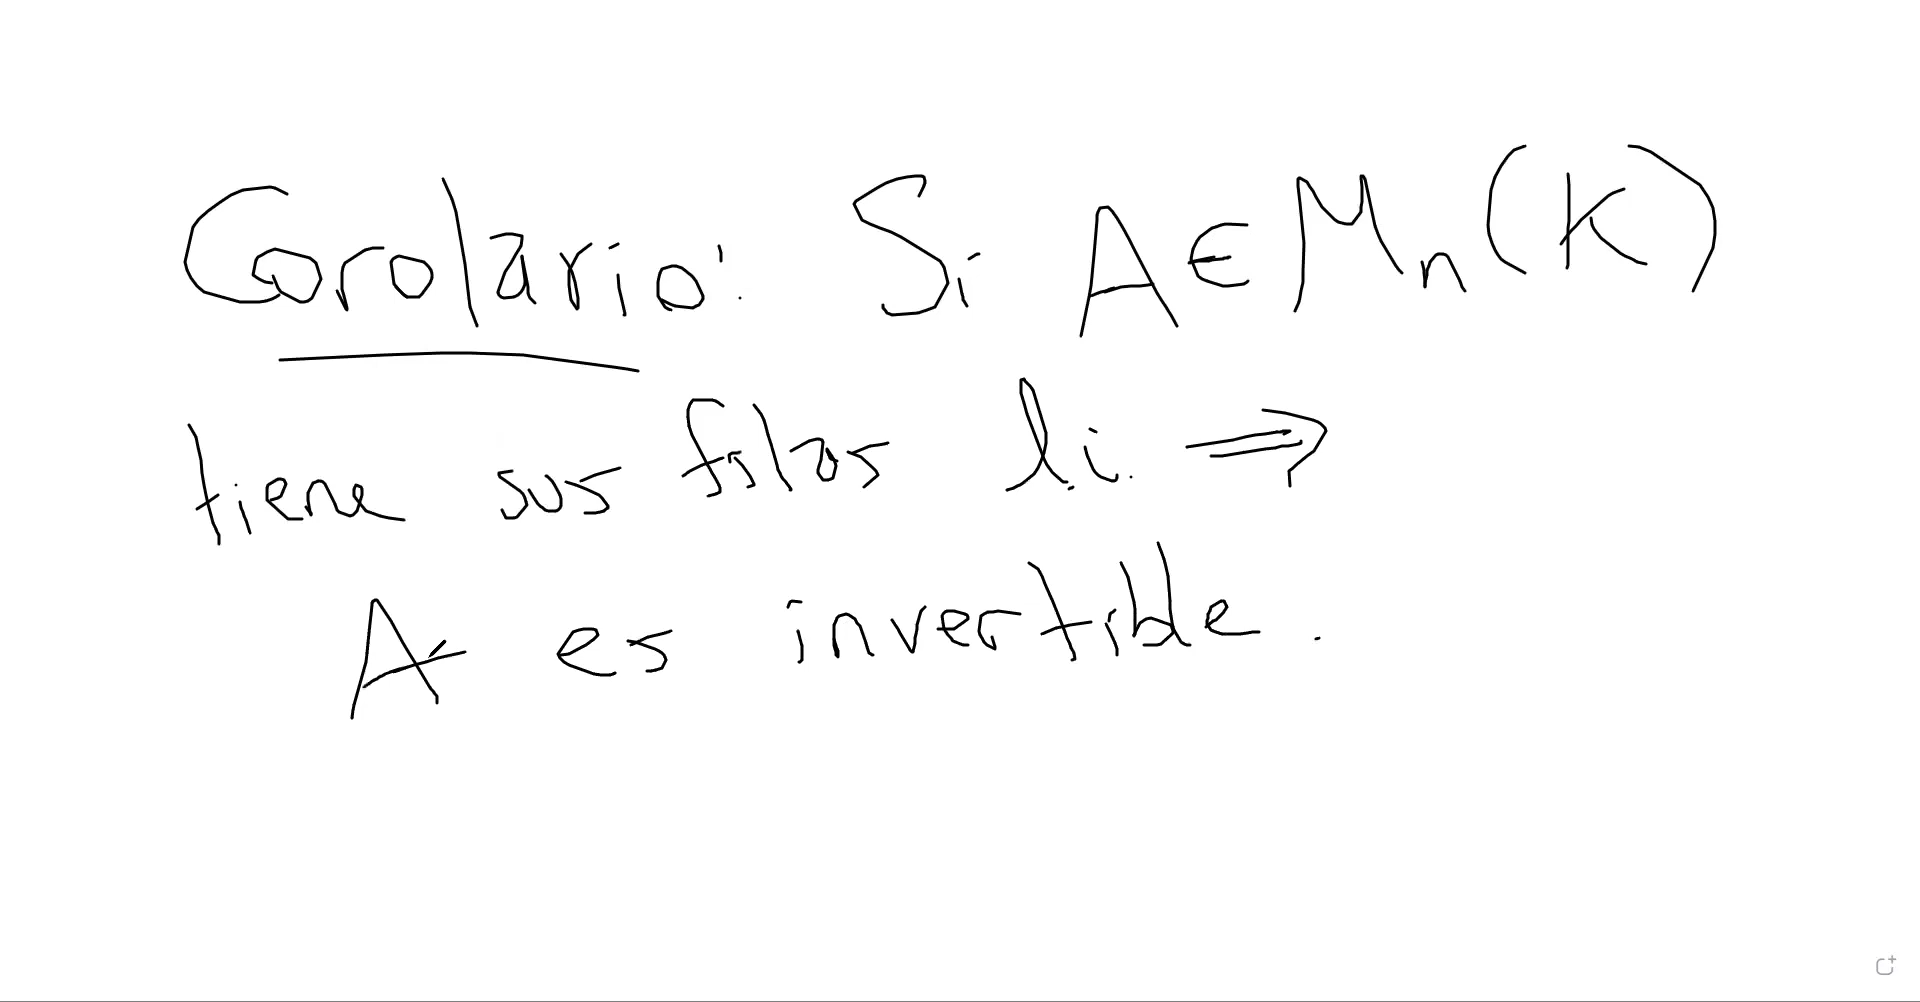 Corolario: Si A ∈ Mn(K)
tiene sus filas l.i. ⇒
A es invertible.